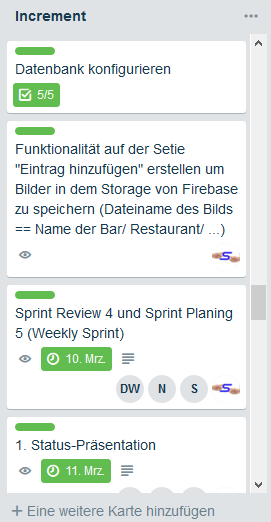 Increment
Datenbank konfigurieren
5/5
Funktionalität auf der Setie
"Eintrag hinzufügen" erstellen um
Bilder in dem Storage von Firebase
zu speichern (Dateiname des Bilds
== Name der Bar/ Restaurant/ ...)
S
Sprint Review 4 und Sprint Planing
5 (Weekly Sprint)
10. Mrz.
DW N S S
1. Status-Präsentation
11. Mrz.
+ Eine weitere Karte hinzufügen